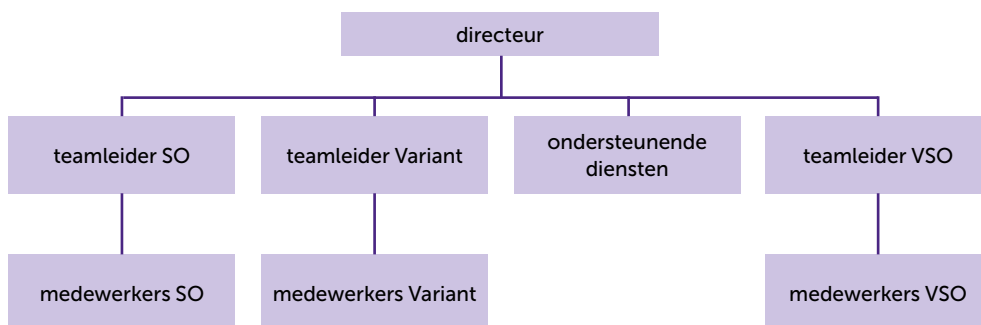 directeur
teamleider SO
teamleider Variant
ondersteunende
diensten
teamleider VSO
medewerkers SO
medewerkers Variant
medewerkers VSO